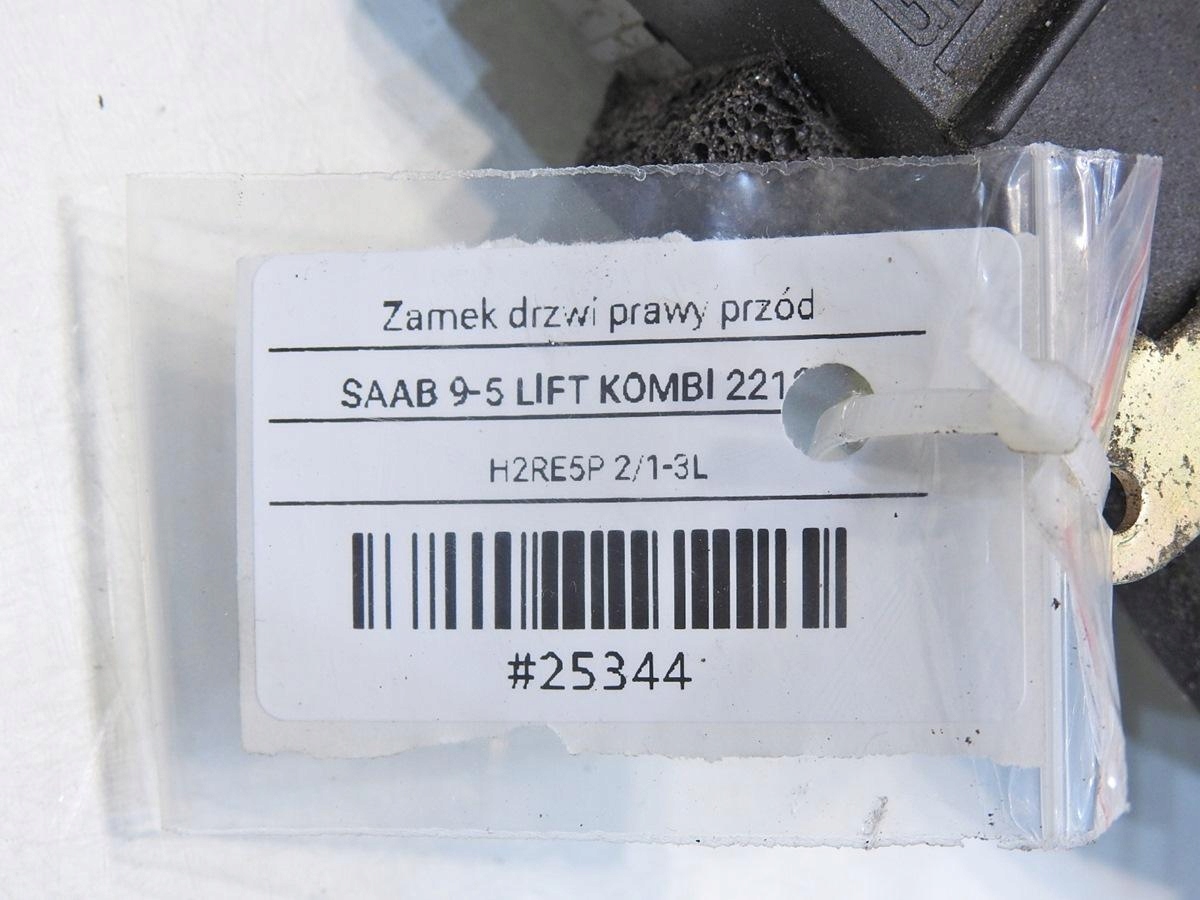 Zamek drzwi prawy przód
SAAB 9-5 LIFT KOMBI
H2RE5P 2/1-3L
#25344